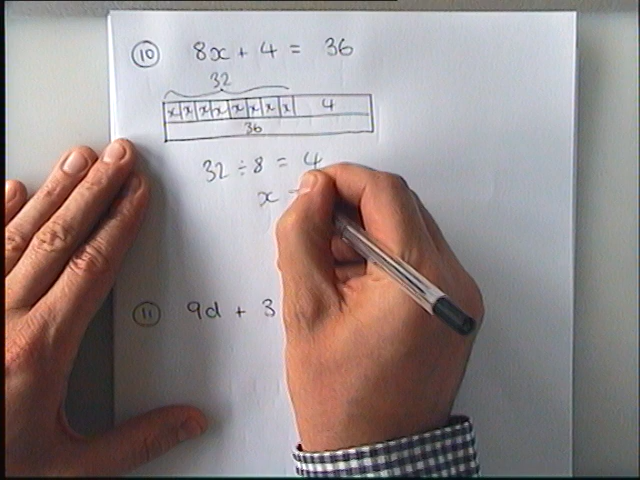 10 8x + 4 = 36
32
x x x x x x x x 4
36
32 ÷ 8 = 4
x
11 9d + 3